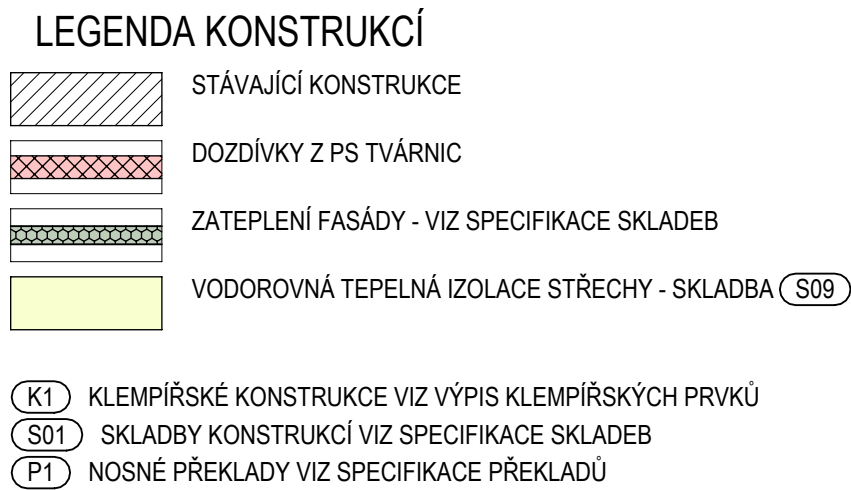 LEGENDA KONSTRUKCÍ
STÁVAJÍCÍ KONSTRUKCE
DOZDÍVKY Z PS TVÁRNIC
ZATEPLENÍ FASÁDY - VIZ SPECIFIKACE SKLADEB
VODOROVNÁ TEPELNÁ IZOLACE STŘECHY - SKLADBA S09
K1 KLEMPÍŘSKÉ KONSTRUKCE VIZ VÝPIS KLEMPÍŘSKÝCH PRVKŮ
S01 SKLADBY KONSTRUKCÍ VIZ SPECIFIKACE SKLADEB
P1 NOSNÉ PŘEKLADY VIZ SPECIFIKACE PŘEKLADŮ